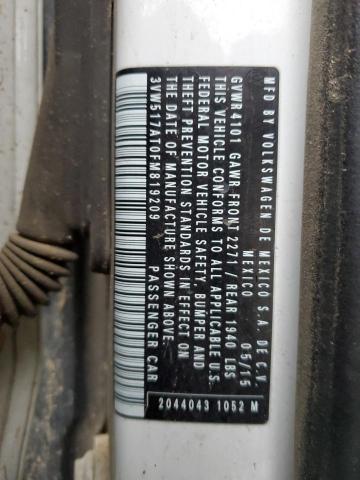 MFD BY VOLKSWAGEN DE MEXICO S.A. DE C.V.
MEXICO 05/15
GVWR4101 GAWR FRONT 2271 / REAR 1940 LBS
THIS VEHICLE CONFORMS TO ALL APPLICABLE U.S.
FEDERAL MOTOR VEHICLE SAFETY, BUMPER AND
THEFT PREVENTION STANDARDS IN EFFECT ON
THE DATE OF MANUFACTURE SHOWN ABOVE.
3VW517AT0FM819209 PASSENGER CAR
2044043 1052 M